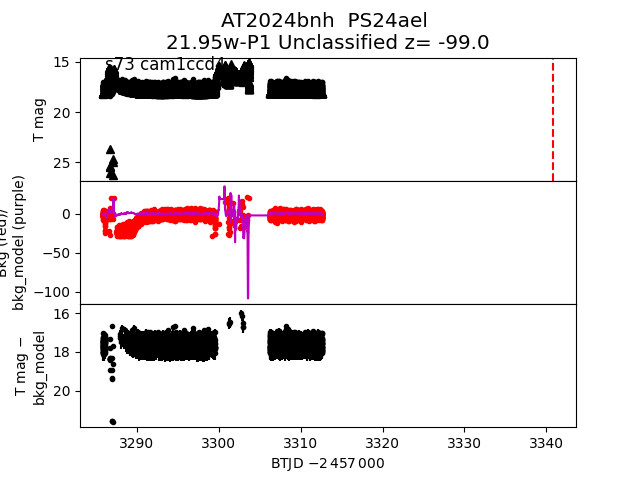 AT2024bnh  PS24ael
21.95w-P1 Unclassified z= -99.0
s73 cam1ccd4
15
20
25
T mag
0
−50
−100
Bkg (red)/
bkg_model (purple)
16
18
20
T mag −
bkg_model
3290 3300 3310 3320 3330 3340
BTJD −2 457 000